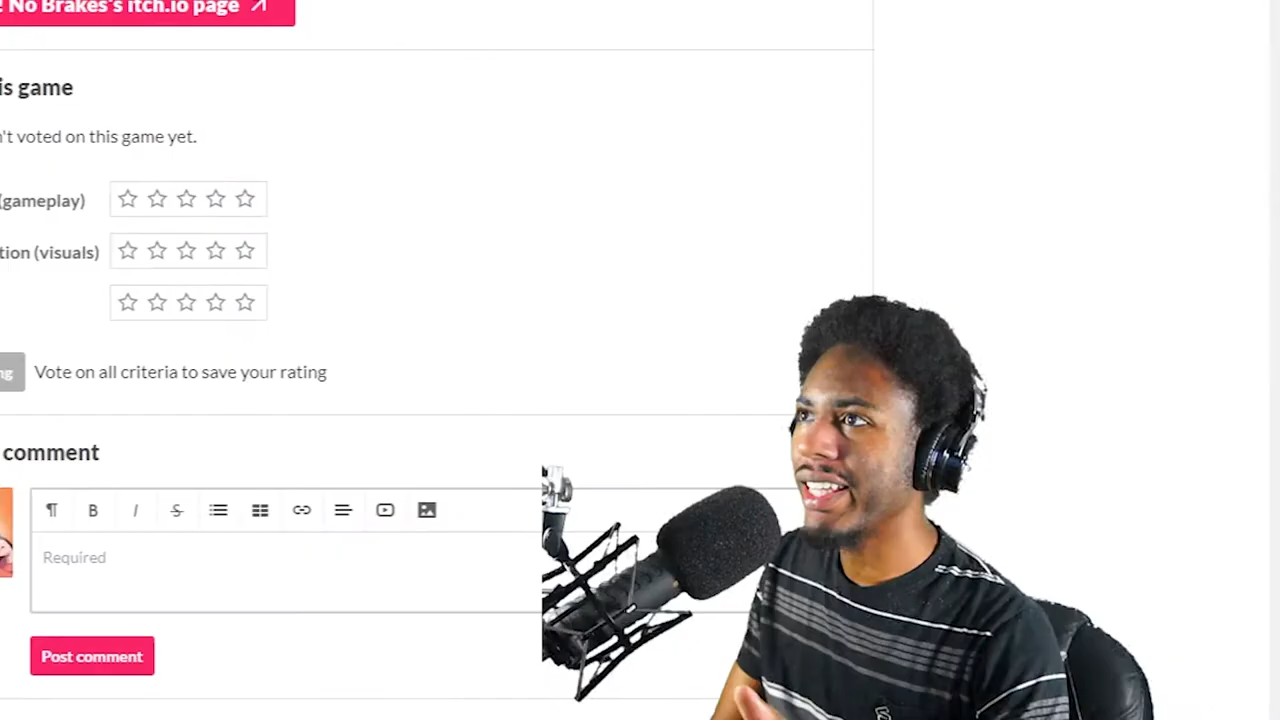 ! No Brakes's itch.io page
is game
n't voted on this game yet.
(gameplay)
tion (visuals)
ng
Vote on all criteria to save your rating
comment
B I S
Required
Post comment